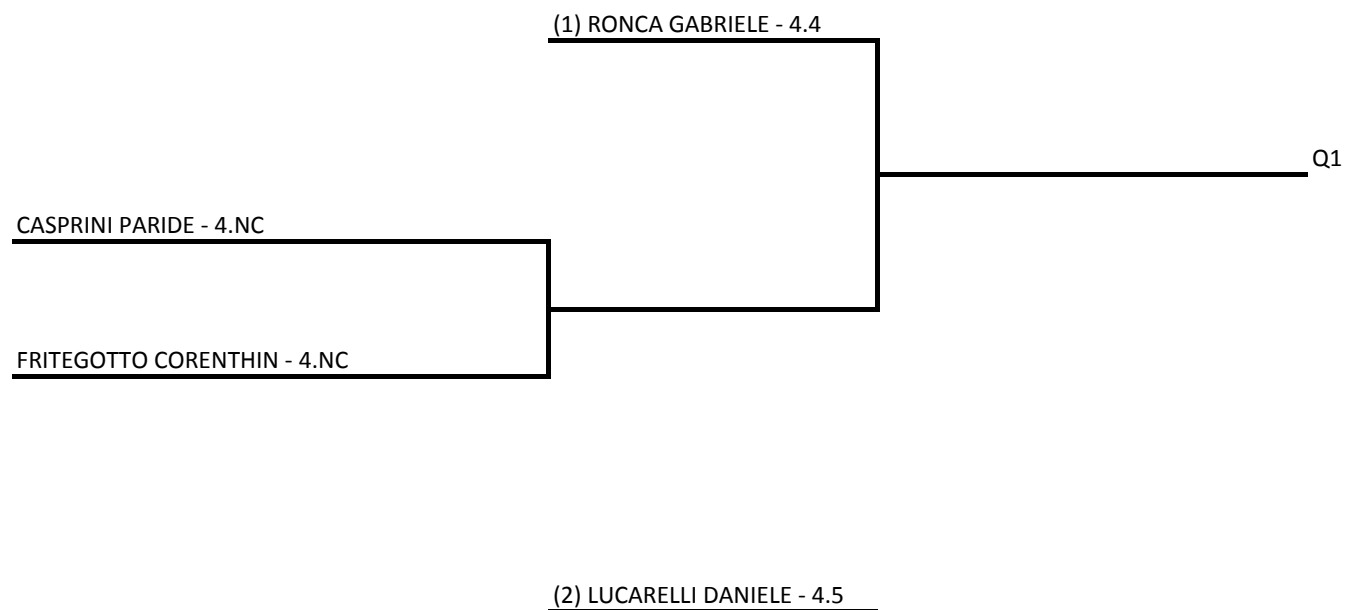 (1) RONCA GABRIELE - 4.4
Q1
CASPRINI PARIDE - 4.NC
FRITEGOTTO CORENTHIN - 4.NC
(2) LUCARELLI DANIELE - 4.5